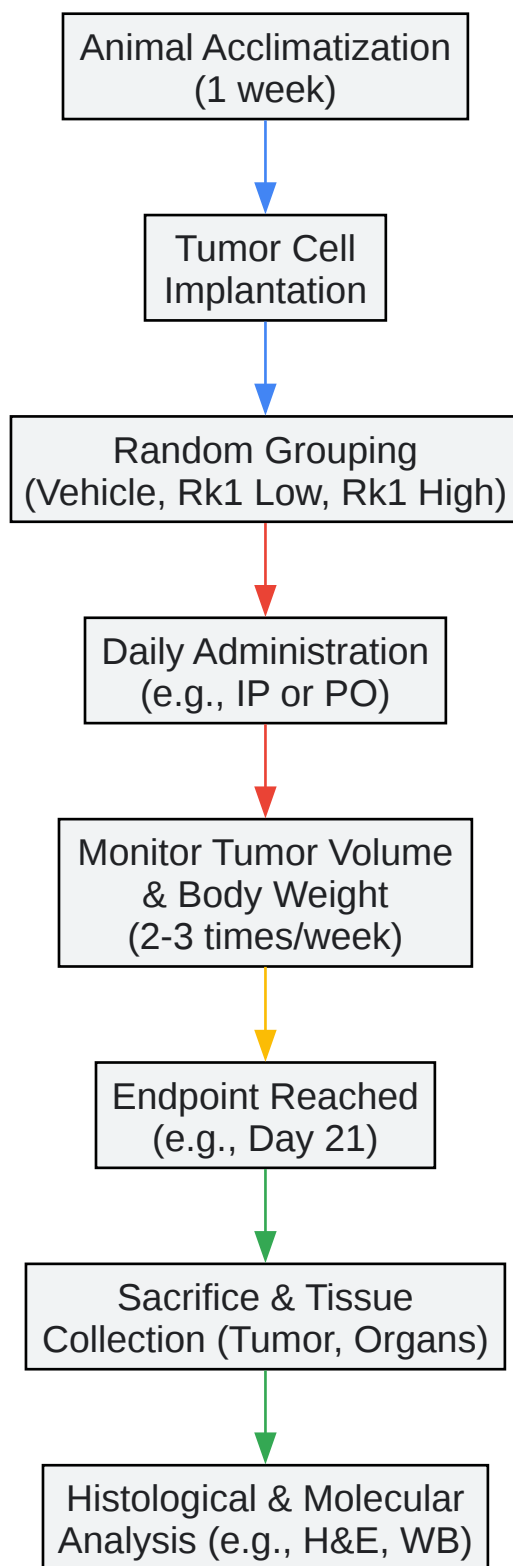 Animal Acclimatization
(1 week)
Tumor Cell
Implantation
Random Grouping
(Vehicle, Rk1 Low, Rk1 High)
Daily Administration
(e.g., IP or PO)
Monitor Tumor Volume
& Body Weight
(2-3 times/week)
Endpoint Reached
(e.g., Day 21)
Sacrifice & Tissue
Collection (Tumor, Organs)
Histological & Molecular
Analysis (e.g., H&E, WB)